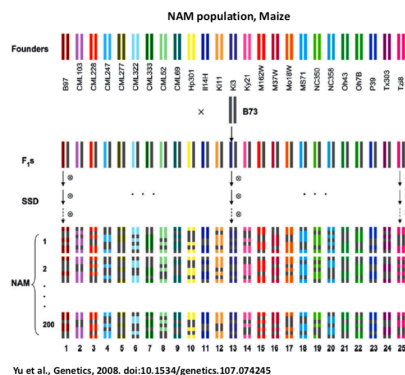 NAM population, Maize
Founders
B97 CML103 CML228 CML247 CML277 CML322 CML333 CML52 CML69 Hp301 Il14H Ki11 Ki3 Ky21 M162W M37W Mo18W MS71 NC350 NC358 Oh43 Oh7B P39 Tx303 Tzi8
× B73
F₁s
SSD
1
2
NAM
200
1 2 3 4 5 6 7 8 9 10 11 12 13 14 15 16 17 18 19 20 21 22 23 24 25
Yu et al., Genetics, 2008. doi:10.1534/genetics.107.074245